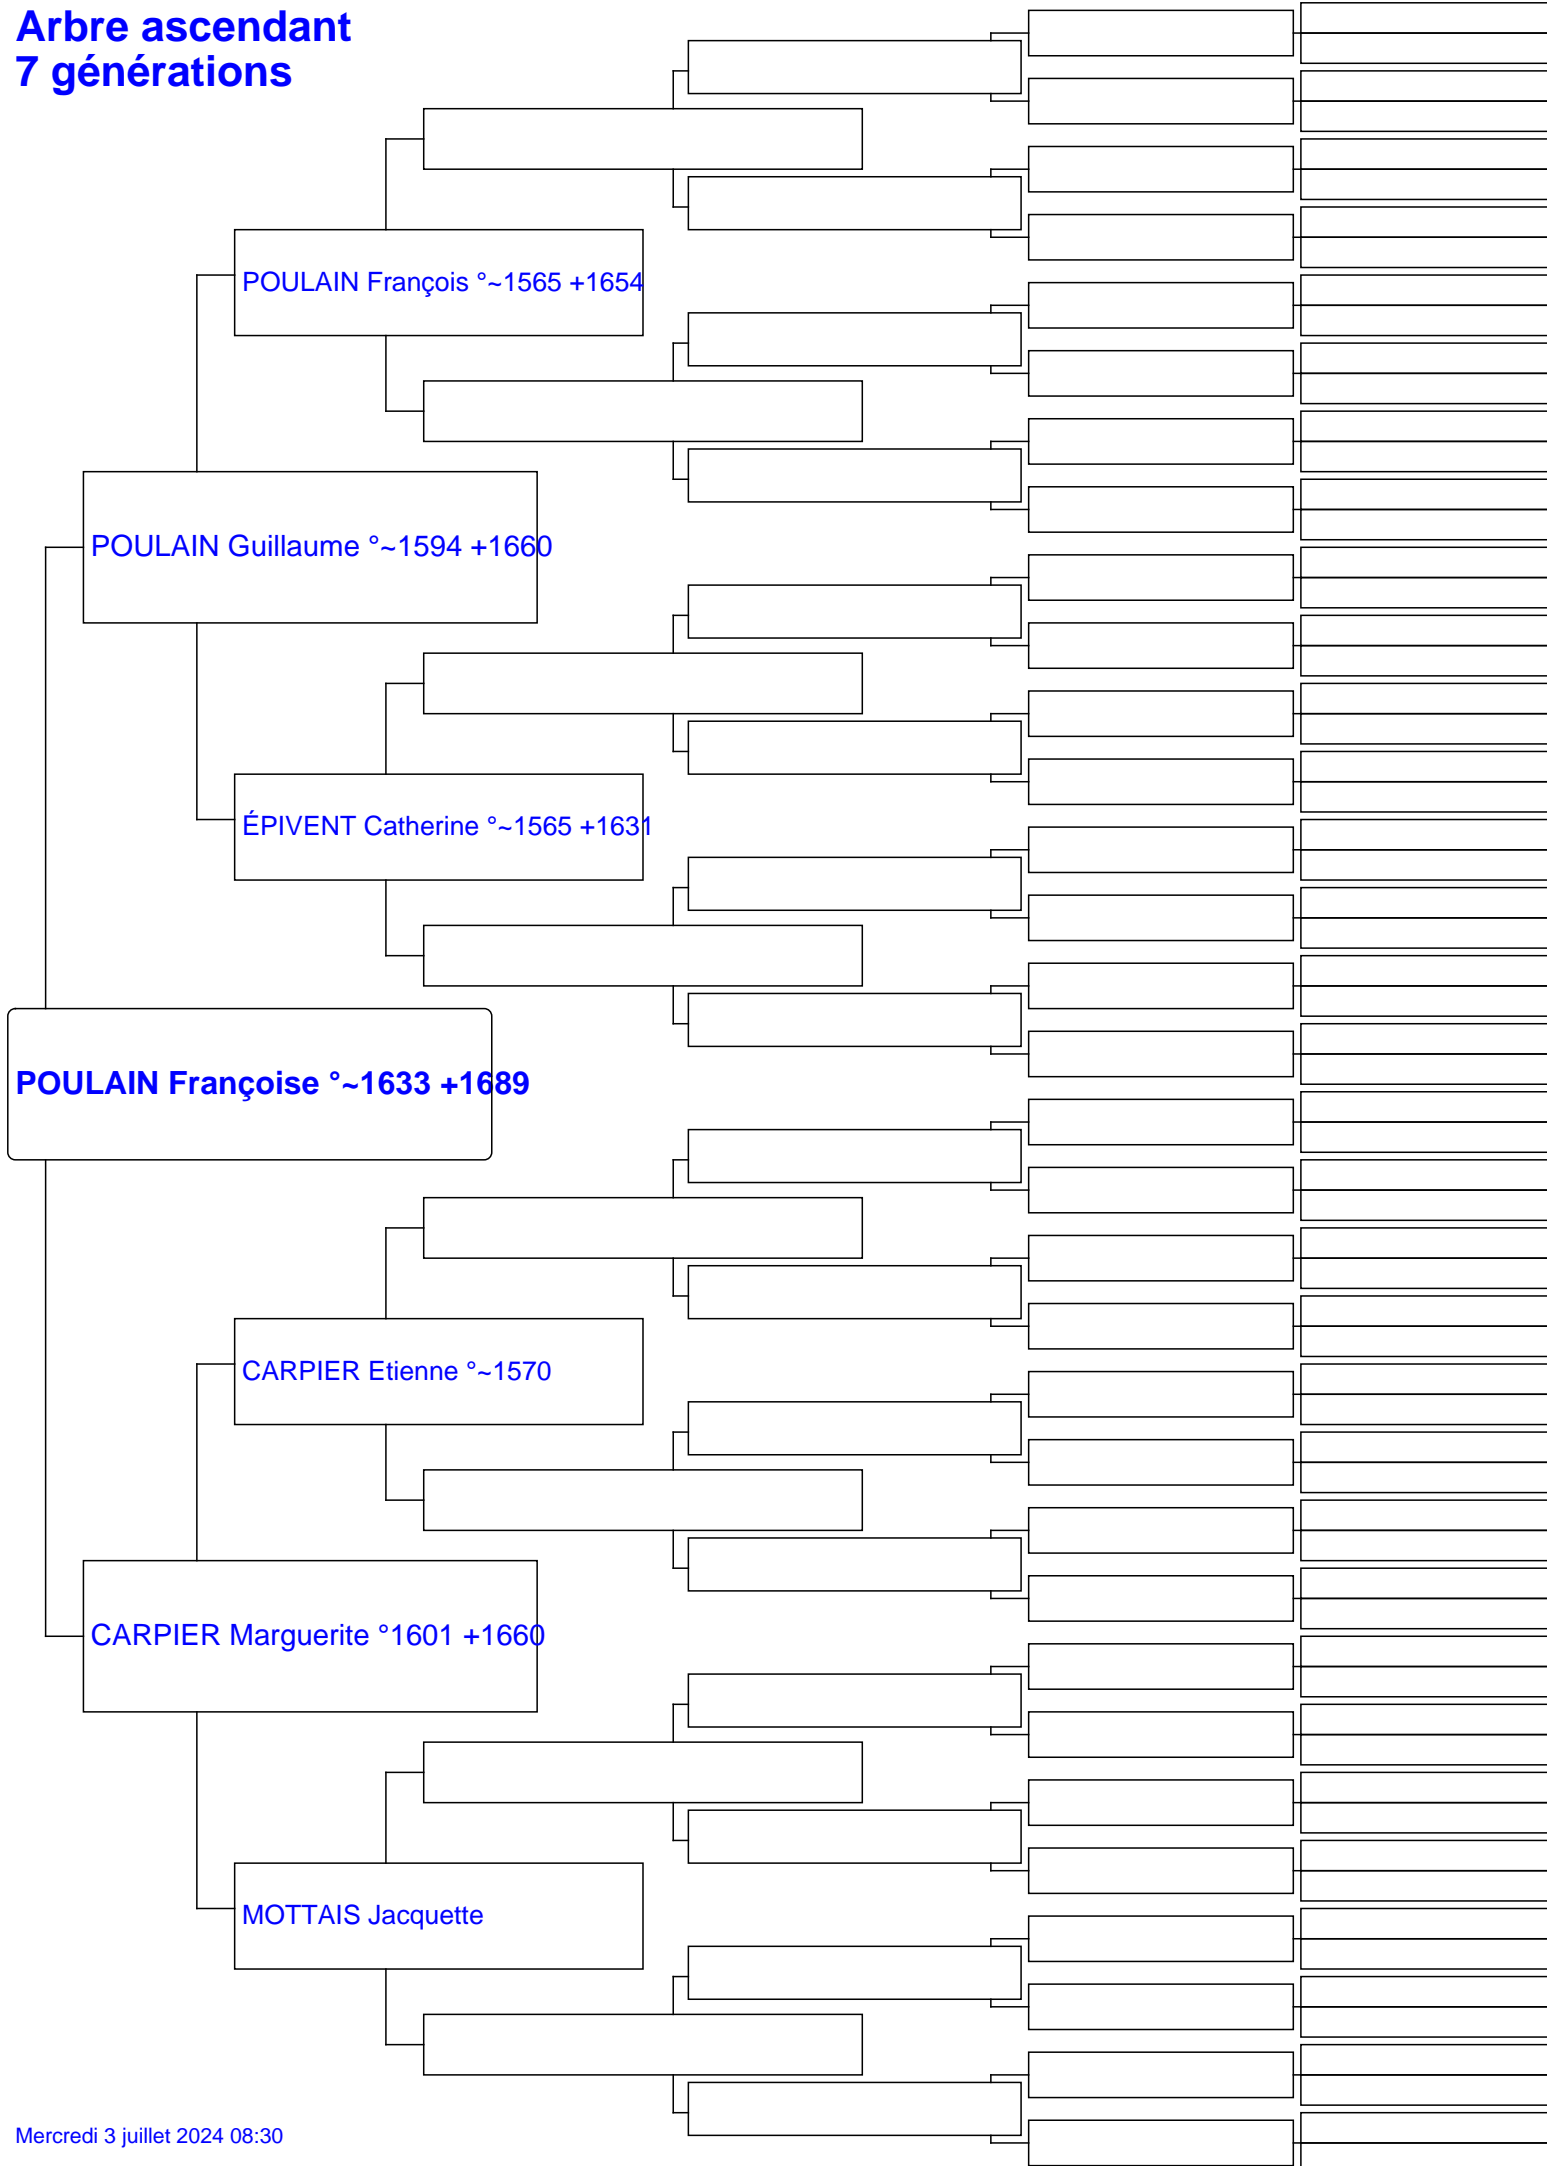 Arbre ascendant
7 générations
POULAIN François °~1565 +1654
POULAIN Guillaume °~1594 +1660
ÉPIVENT Catherine °~1565 +1631
POULAIN Françoise °~1633 +1689
CARPIER Etienne °~1570
CARPIER Marguerite °1601 +1660
MOTTAIS Jacquette
Mercredi 3 juillet 2024 08:30